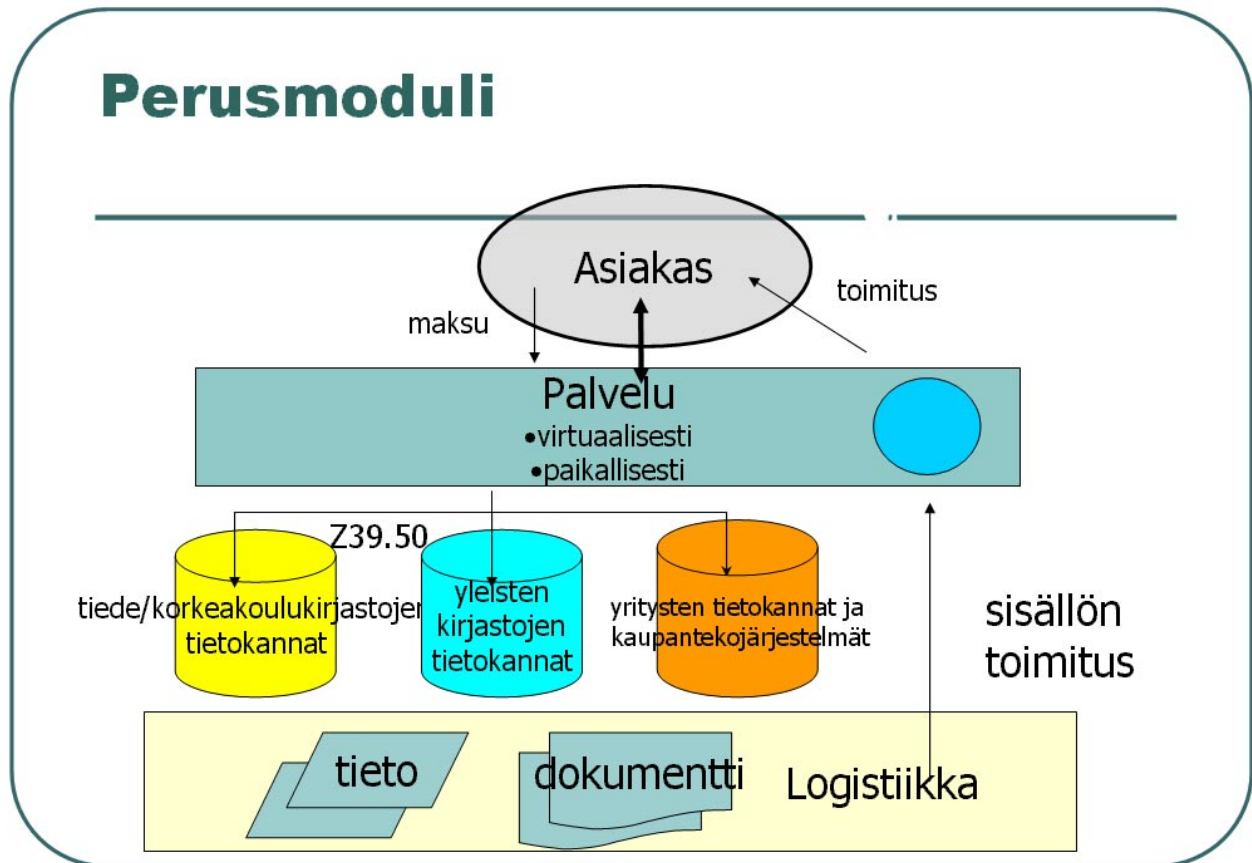 Perusmoduli
Asiakas
toimitus
maksu
Palvelu
•virtuaalisesti
•paikallisesti
Z39.50
tiede/korkeakoulukirjastojen
tietokannat
yleisten
kirjastojen
tietokannat
yritysten tietokannat ja
kaupantekojärjestelmät
sisällön
toimitus
tieto
dokumentti
Logistiikka